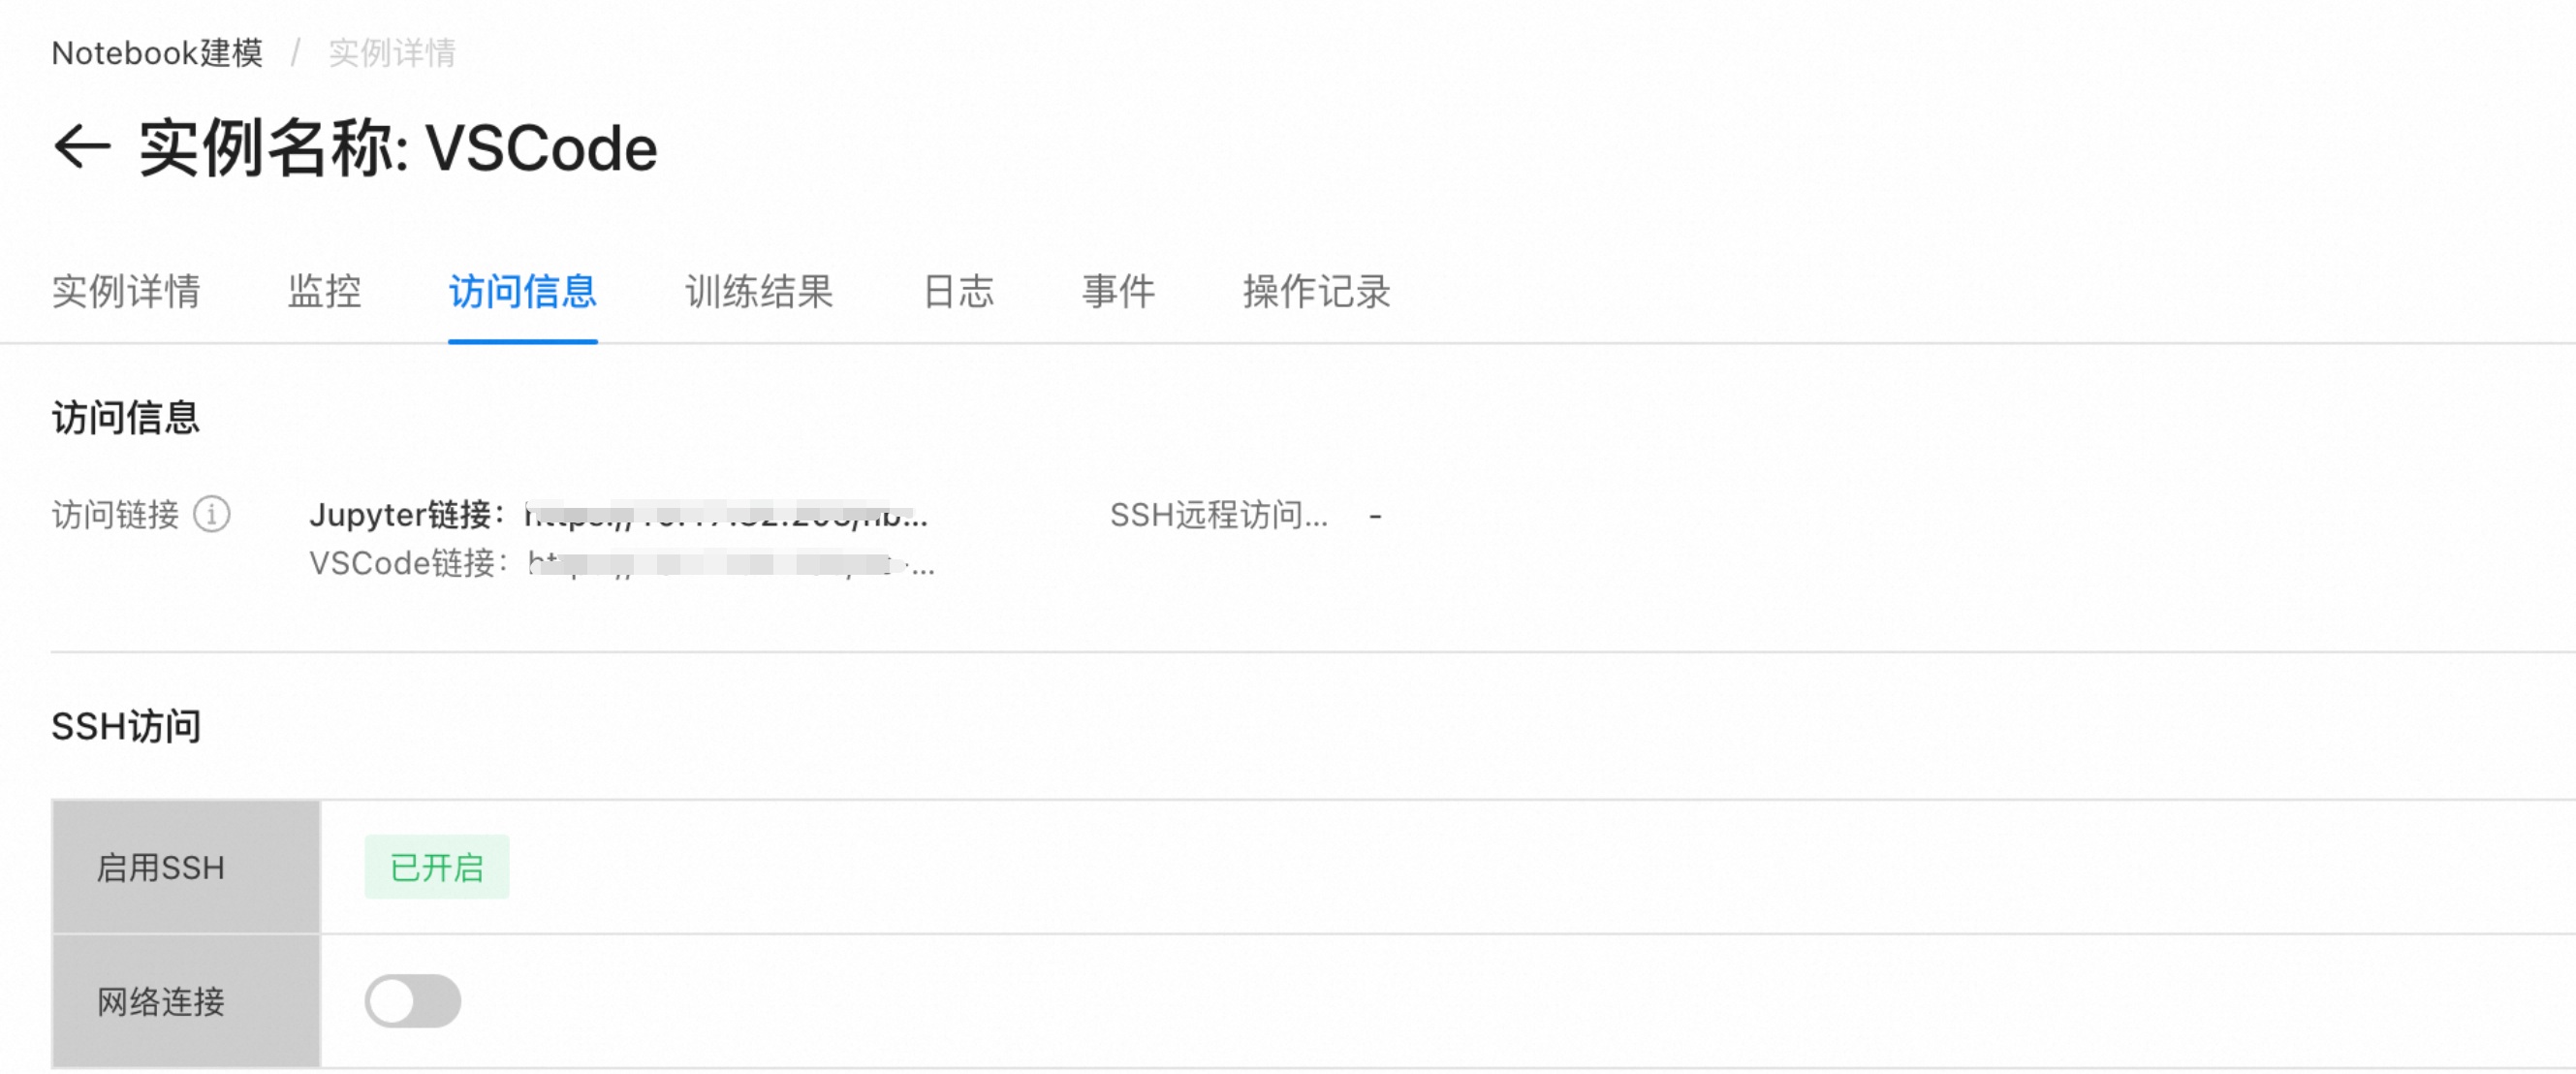 Notebook建模 / 实例详情
← 实例名称: VSCode
实例详情 监控 访问信息 训练结果 日志 事件 操作记录
访问信息
访问链接 Jupyter链接： SSH远程访问... -
VSCode链接：
SSH访问
启用SSH 已开启
网络连接